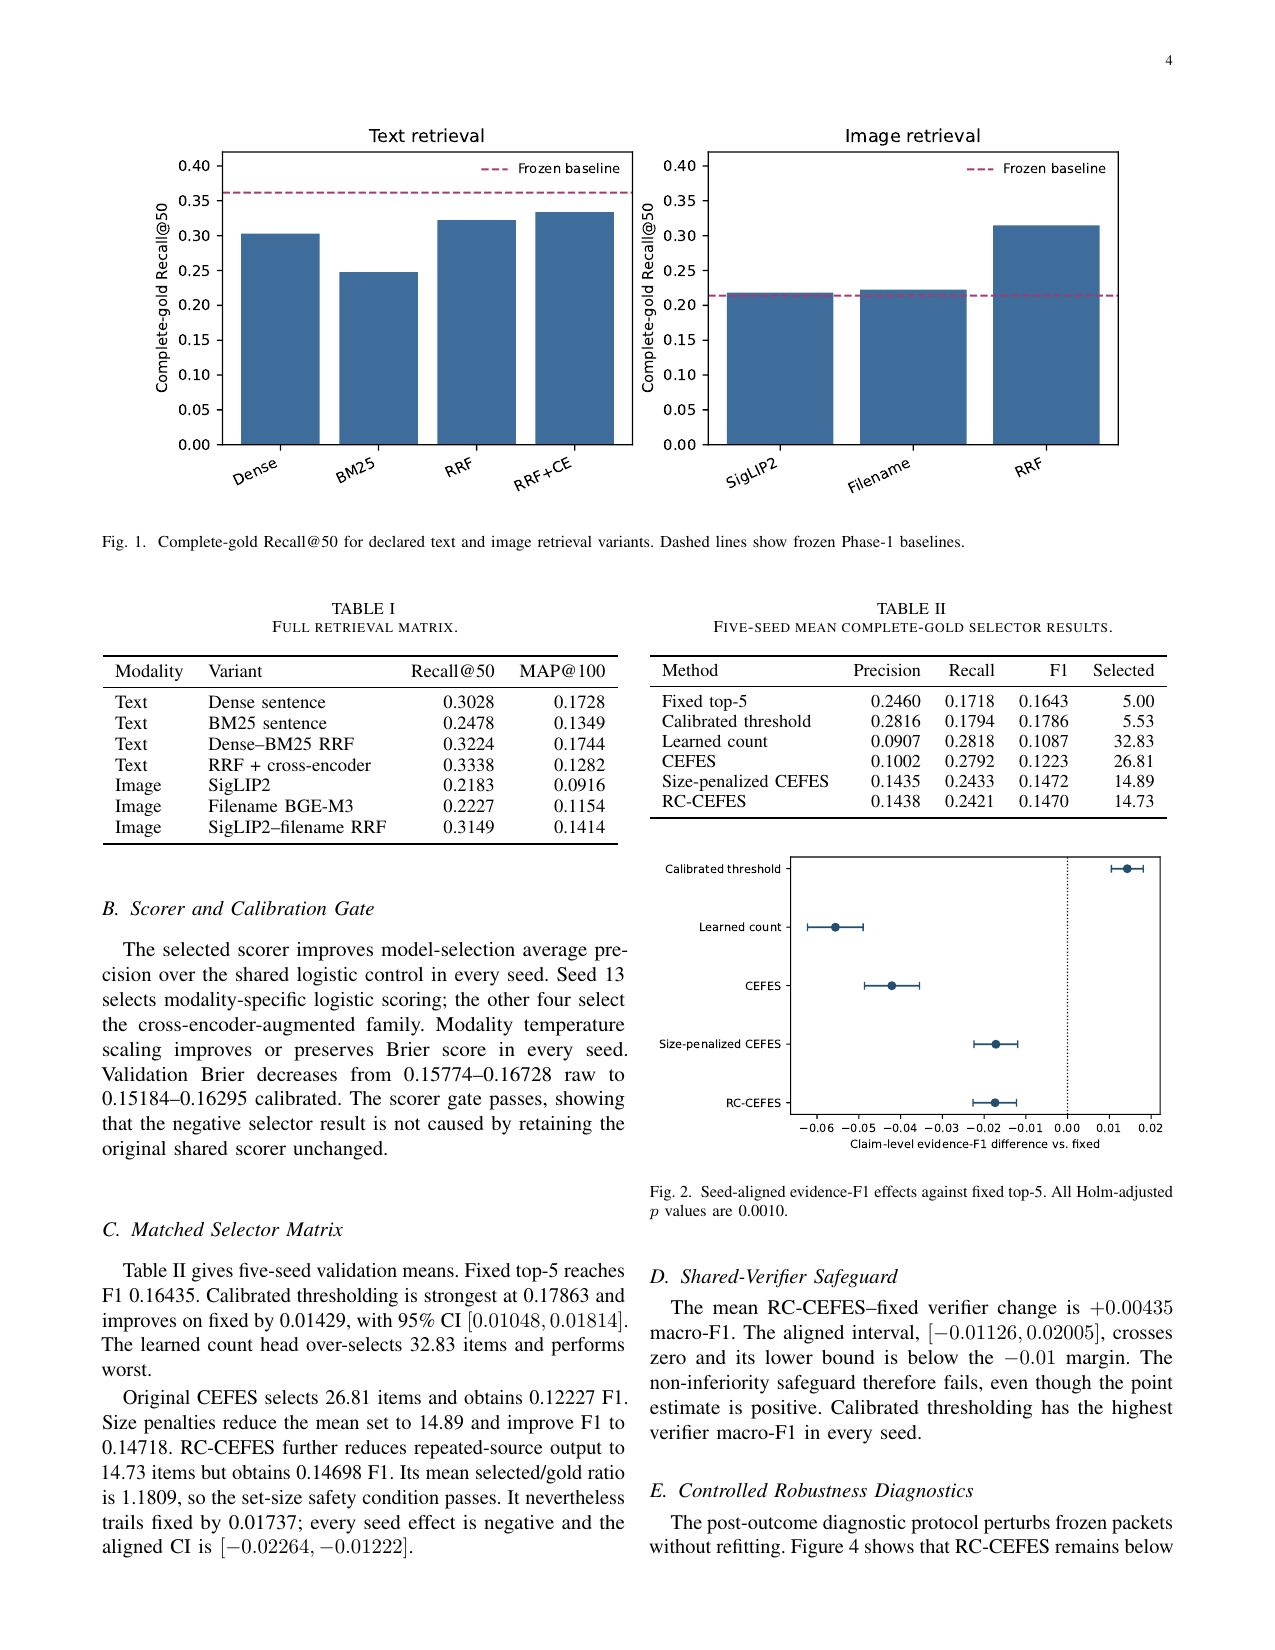 4
Text retrieval
Frozen baseline
Complete-gold Recall@50
0.40
0.35
0.30
0.25
0.20
0.15
0.10
0.05
0.00
Dense
BM25
RRF
RRF+CE
Image retrieval
Frozen baseline
Complete-gold Recall@50
0.40
0.35
0.30
0.25
0.20
0.15
0.10
0.05
0.00
SigLIP2
Filename
RRF
Fig. 1. Complete-gold Recall@50 for declared text and image retrieval variants. Dashed lines show frozen Phase-1 baselines.
TABLE I
FULL RETRIEVAL MATRIX.
Modality Variant Recall@50 MAP@100
Text Dense sentence 0.3028 0.1728
Text BM25 sentence 0.2478 0.1349
Text Dense–BM25 RRF 0.3224 0.1744
Text RRF + cross-encoder 0.3338 0.1282
Image SigLIP2 0.2183 0.0916
Image Filename BGE-M3 0.2227 0.1154
Image SigLIP2–filename RRF 0.3149 0.1414
B. Scorer and Calibration Gate
The selected scorer improves model-selection average pre-
cision over the shared logistic control in every seed. Seed 13
selects modality-specific logistic scoring; the other four select
the cross-encoder-augmented family. Modality temperature
scaling improves or preserves Brier score in every seed.
Validation Brier decreases from 0.15774–0.16728 raw to
0.15184–0.16295 calibrated. The scorer gate passes, showing
that the negative selector result is not caused by retaining the
original shared scorer unchanged.
C. Matched Selector Matrix
Table II gives five-seed validation means. Fixed top-5 reaches
F1 0.16435. Calibrated thresholding is strongest at 0.17863 and
improves on fixed by 0.01429, with 95% CI [0.01048, 0.01814].
The learned count head over-selects 32.83 items and performs
worst.
Original CEFES selects 26.81 items and obtains 0.12227 F1.
Size penalties reduce the mean set to 14.89 and improve F1 to
0.14718. RC-CEFES further reduces repeated-source output to
14.73 items but obtains 0.14698 F1. Its mean selected/gold ratio
is 1.1809, so the set-size safety condition passes. It nevertheless
trails fixed by 0.01737; every seed effect is negative and the
aligned CI is [−0.02264, −0.01222].
TABLE II
FIVE-SEED MEAN COMPLETE-GOLD SELECTOR RESULTS.
Method Precision Recall F1 Selected
Fixed top-5 0.2460 0.1718 0.1643 5.00
Calibrated threshold 0.2816 0.1794 0.1786 5.53
Learned count 0.0907 0.2818 0.1087 32.83
CEFES 0.1002 0.2792 0.1223 26.81
Size-penalized CEFES 0.1435 0.2433 0.1472 14.89
RC-CEFES 0.1438 0.2421 0.1470 14.73
Calibrated threshold
Learned count
CEFES
Size-penalized CEFES
RC-CEFES
−0.06 −0.05 −0.04 −0.03 −0.02 −0.01 0.00 0.01 0.02
Claim-level evidence-F1 difference vs. fixed
Fig. 2. Seed-aligned evidence-F1 effects against fixed top-5. All Holm-adjusted
p values are 0.0010.
D. Shared-Verifier Safeguard
The mean RC-CEFES–fixed verifier change is +0.00435
macro-F1. The aligned interval, [−0.01126, 0.02005], crosses
zero and its lower bound is below the −0.01 margin. The
non-inferiority safeguard therefore fails, even though the point
estimate is positive. Calibrated thresholding has the highest
verifier macro-F1 in every seed.
E. Controlled Robustness Diagnostics
The post-outcome diagnostic protocol perturbs frozen packets
without refitting. Figure 4 shows that RC-CEFES remains below